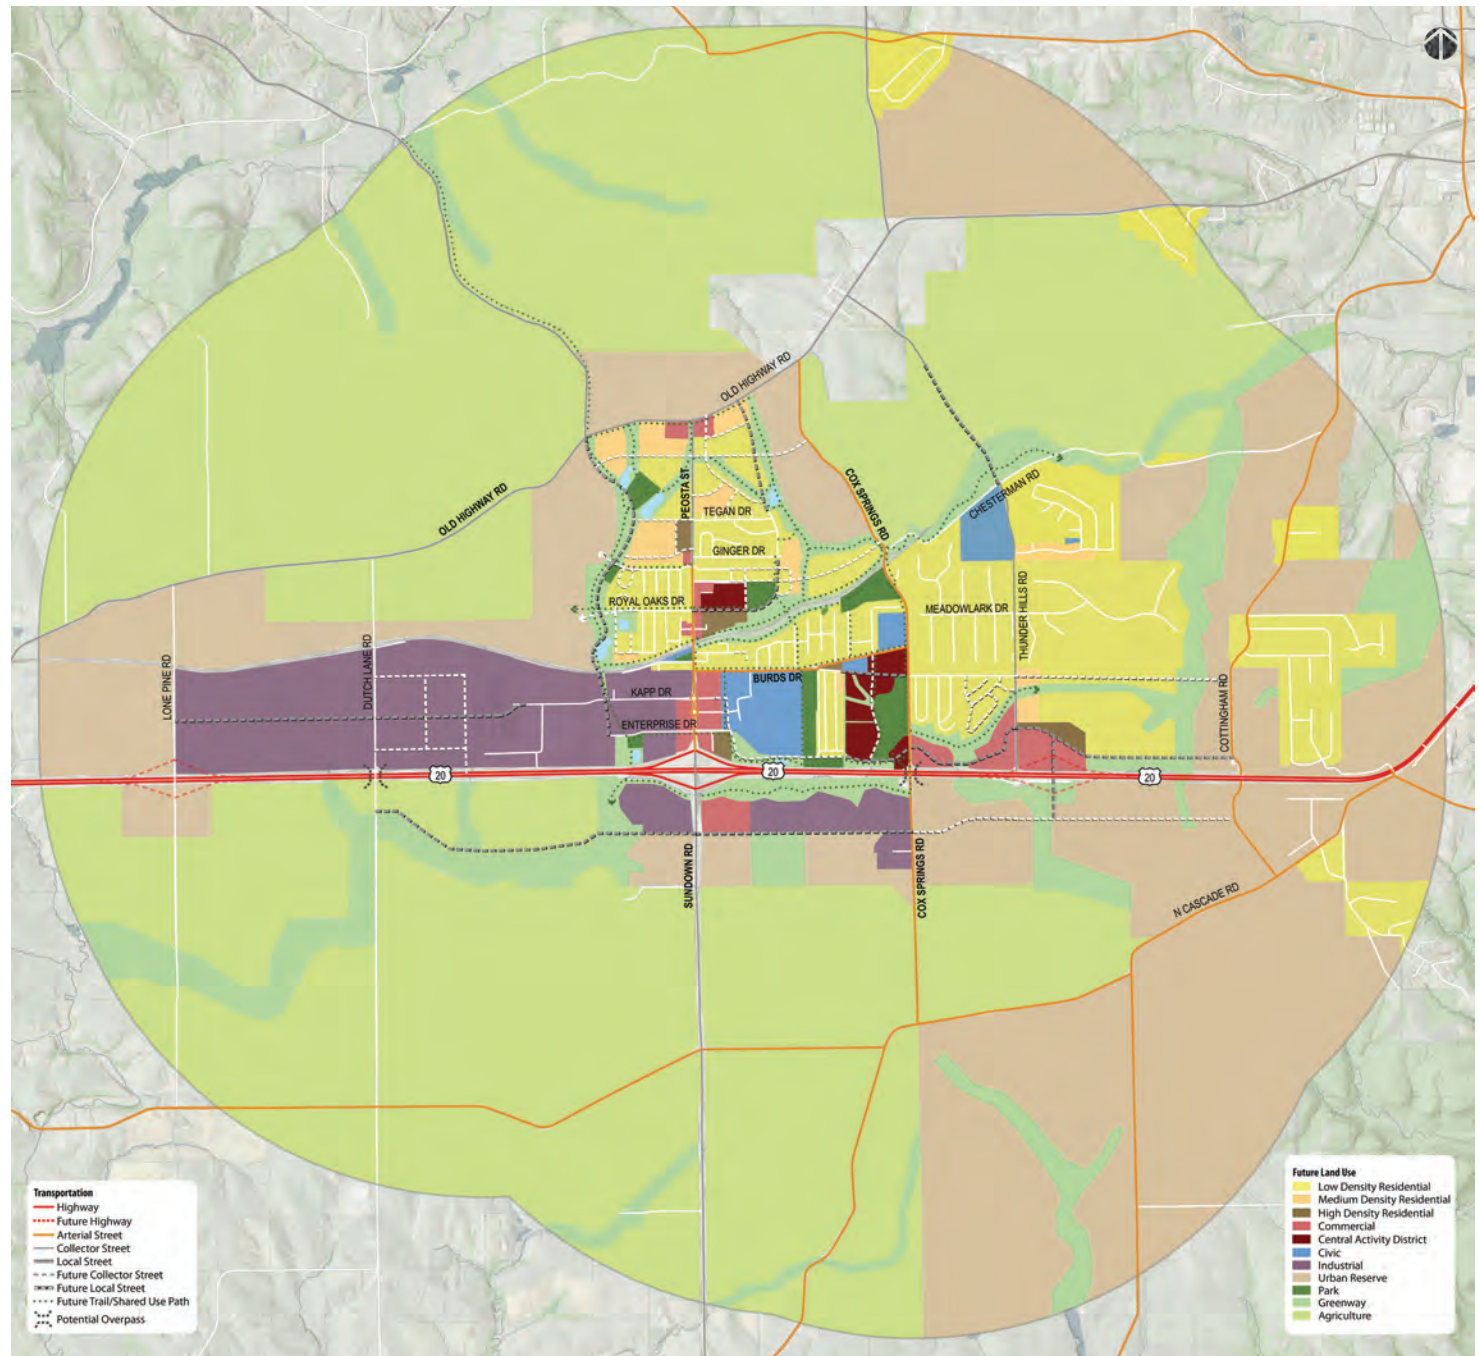 OLD HIGHWAY RD
OLD HIGHWAY RD
PEOSTA ST
COX SPRINGS RD
CHESTERMAN RD
TEGAN DR
GINGER DR
ROYAL OAKS DR
MEADOWLARK DR
THUNDER HILLS RD
LONE PINE RD
DUTCH LANE RD
KAPP DR
BURDS DR
ENTERPRISE DR
COTTINGHAM RD
20
20
20
SUNDOWN RD
COX SPRINGS RD
N CASCADE RD
Transportation
Highway
Future Highway
Arterial Street
Collector Street
Local Street
Future Collector Street
Future Local Street
Future Trail/Shared Use Path
Potential Overpass
Future Land Use
Low Density Residential
Medium Density Residential
High Density Residential
Commercial
Central Activity District
Civic
Industrial
Urban Reserve
Park
Greenway
Agriculture